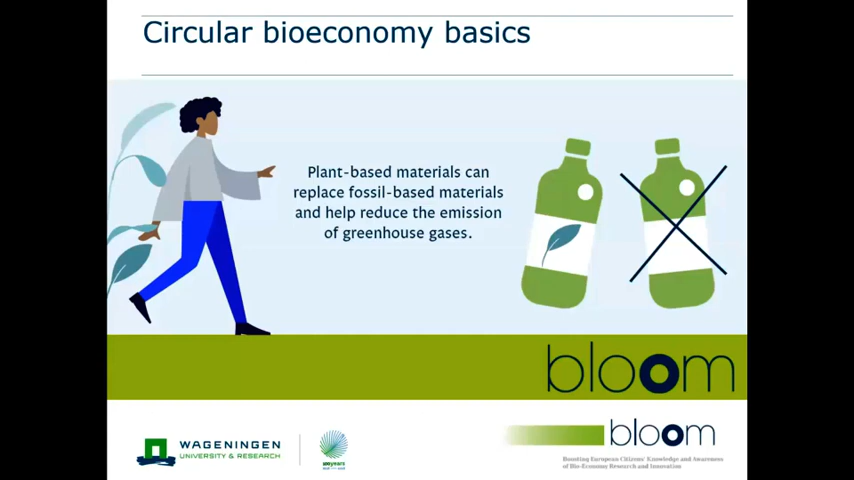 Circular bioeconomy basics
Plant-based materials can
replace fossil-based materials
and help reduce the emission
of greenhouse gases.
bloom
WAGENINGEN
UNIVERSITY & RESEARCH
bloom
Boosting European Citizens' Knowledge and Awareness
of Bio-Economy Research and Innovation